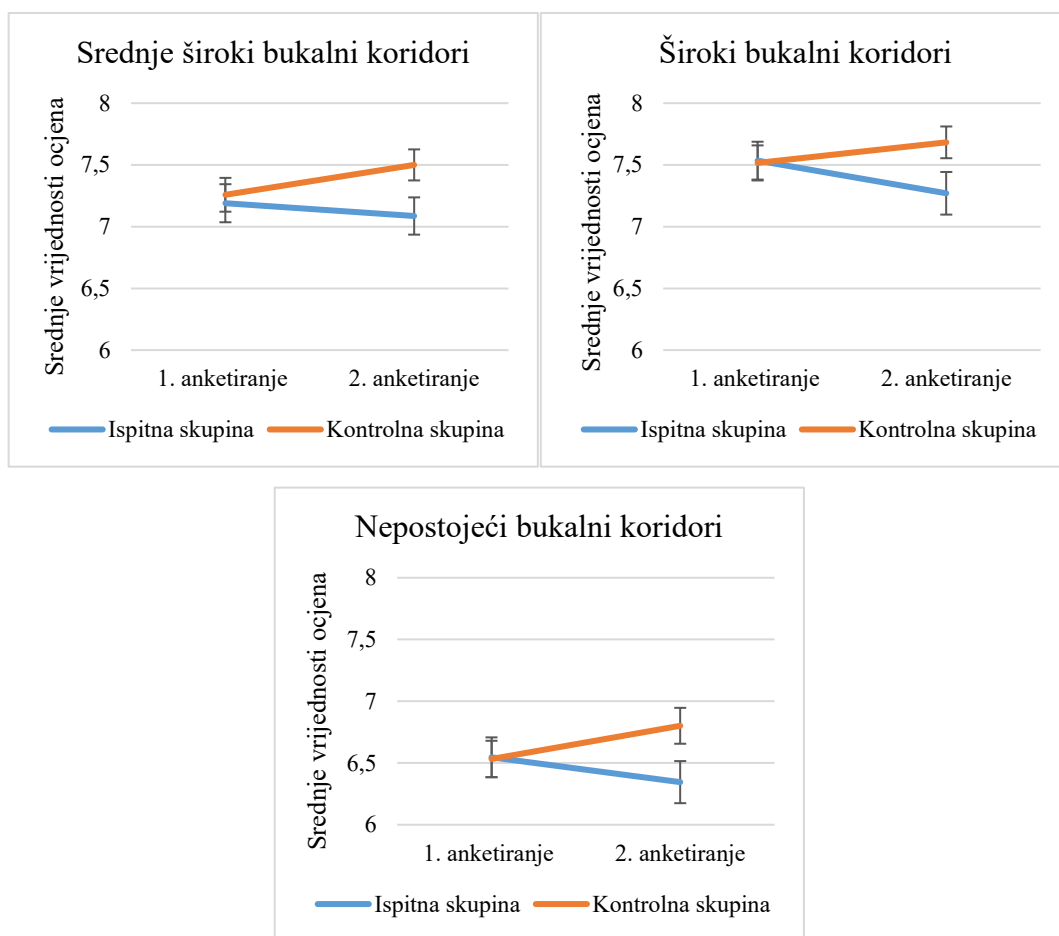 Srednje široki bukalni koridori
Srednje vrijednosti ocjena
8
7,5
7
6,5
6
1. anketiranje 2. anketiranje
Ispitna skupina Kontrolna skupina
Široki bukalni koridori
Srednje vrijednosti ocjena
8
7,5
7
6,5
6
1. anketiranje 2. anketiranje
Ispitna skupina Kontrolna skupina
Nepostojeći bukalni koridori
Srednje vrijednosti ocjena
8
7,5
7
6,5
6
1. anketiranje 2. anketiranje
Ispitna skupina Kontrolna skupina